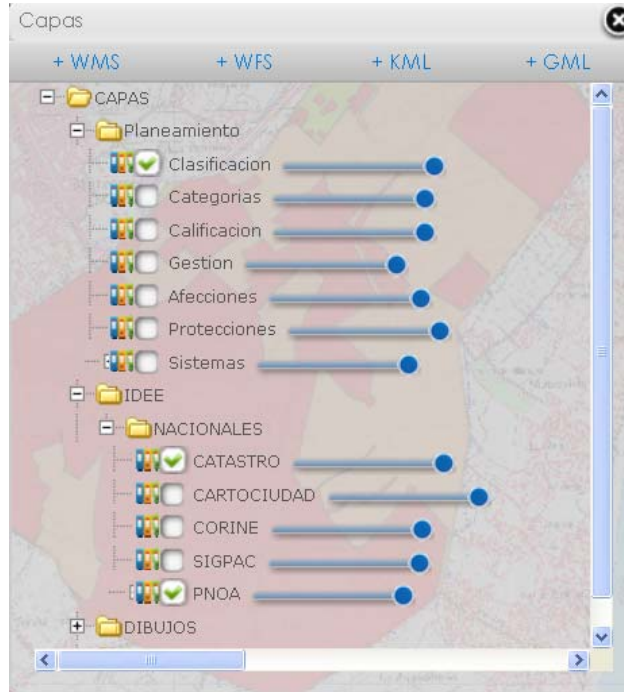 Capas
+ WMS + WFS + KML + GML
CAPAS
Planeamiento
Clasificacion
Categorias
Calificacion
Gestion
Afecciones
Protecciones
Sistemas
IDEE
NACIONALES
CATASTRO
CARTOCIUDAD
CORINE
SIGPAC
PNOA
DIBUJOS